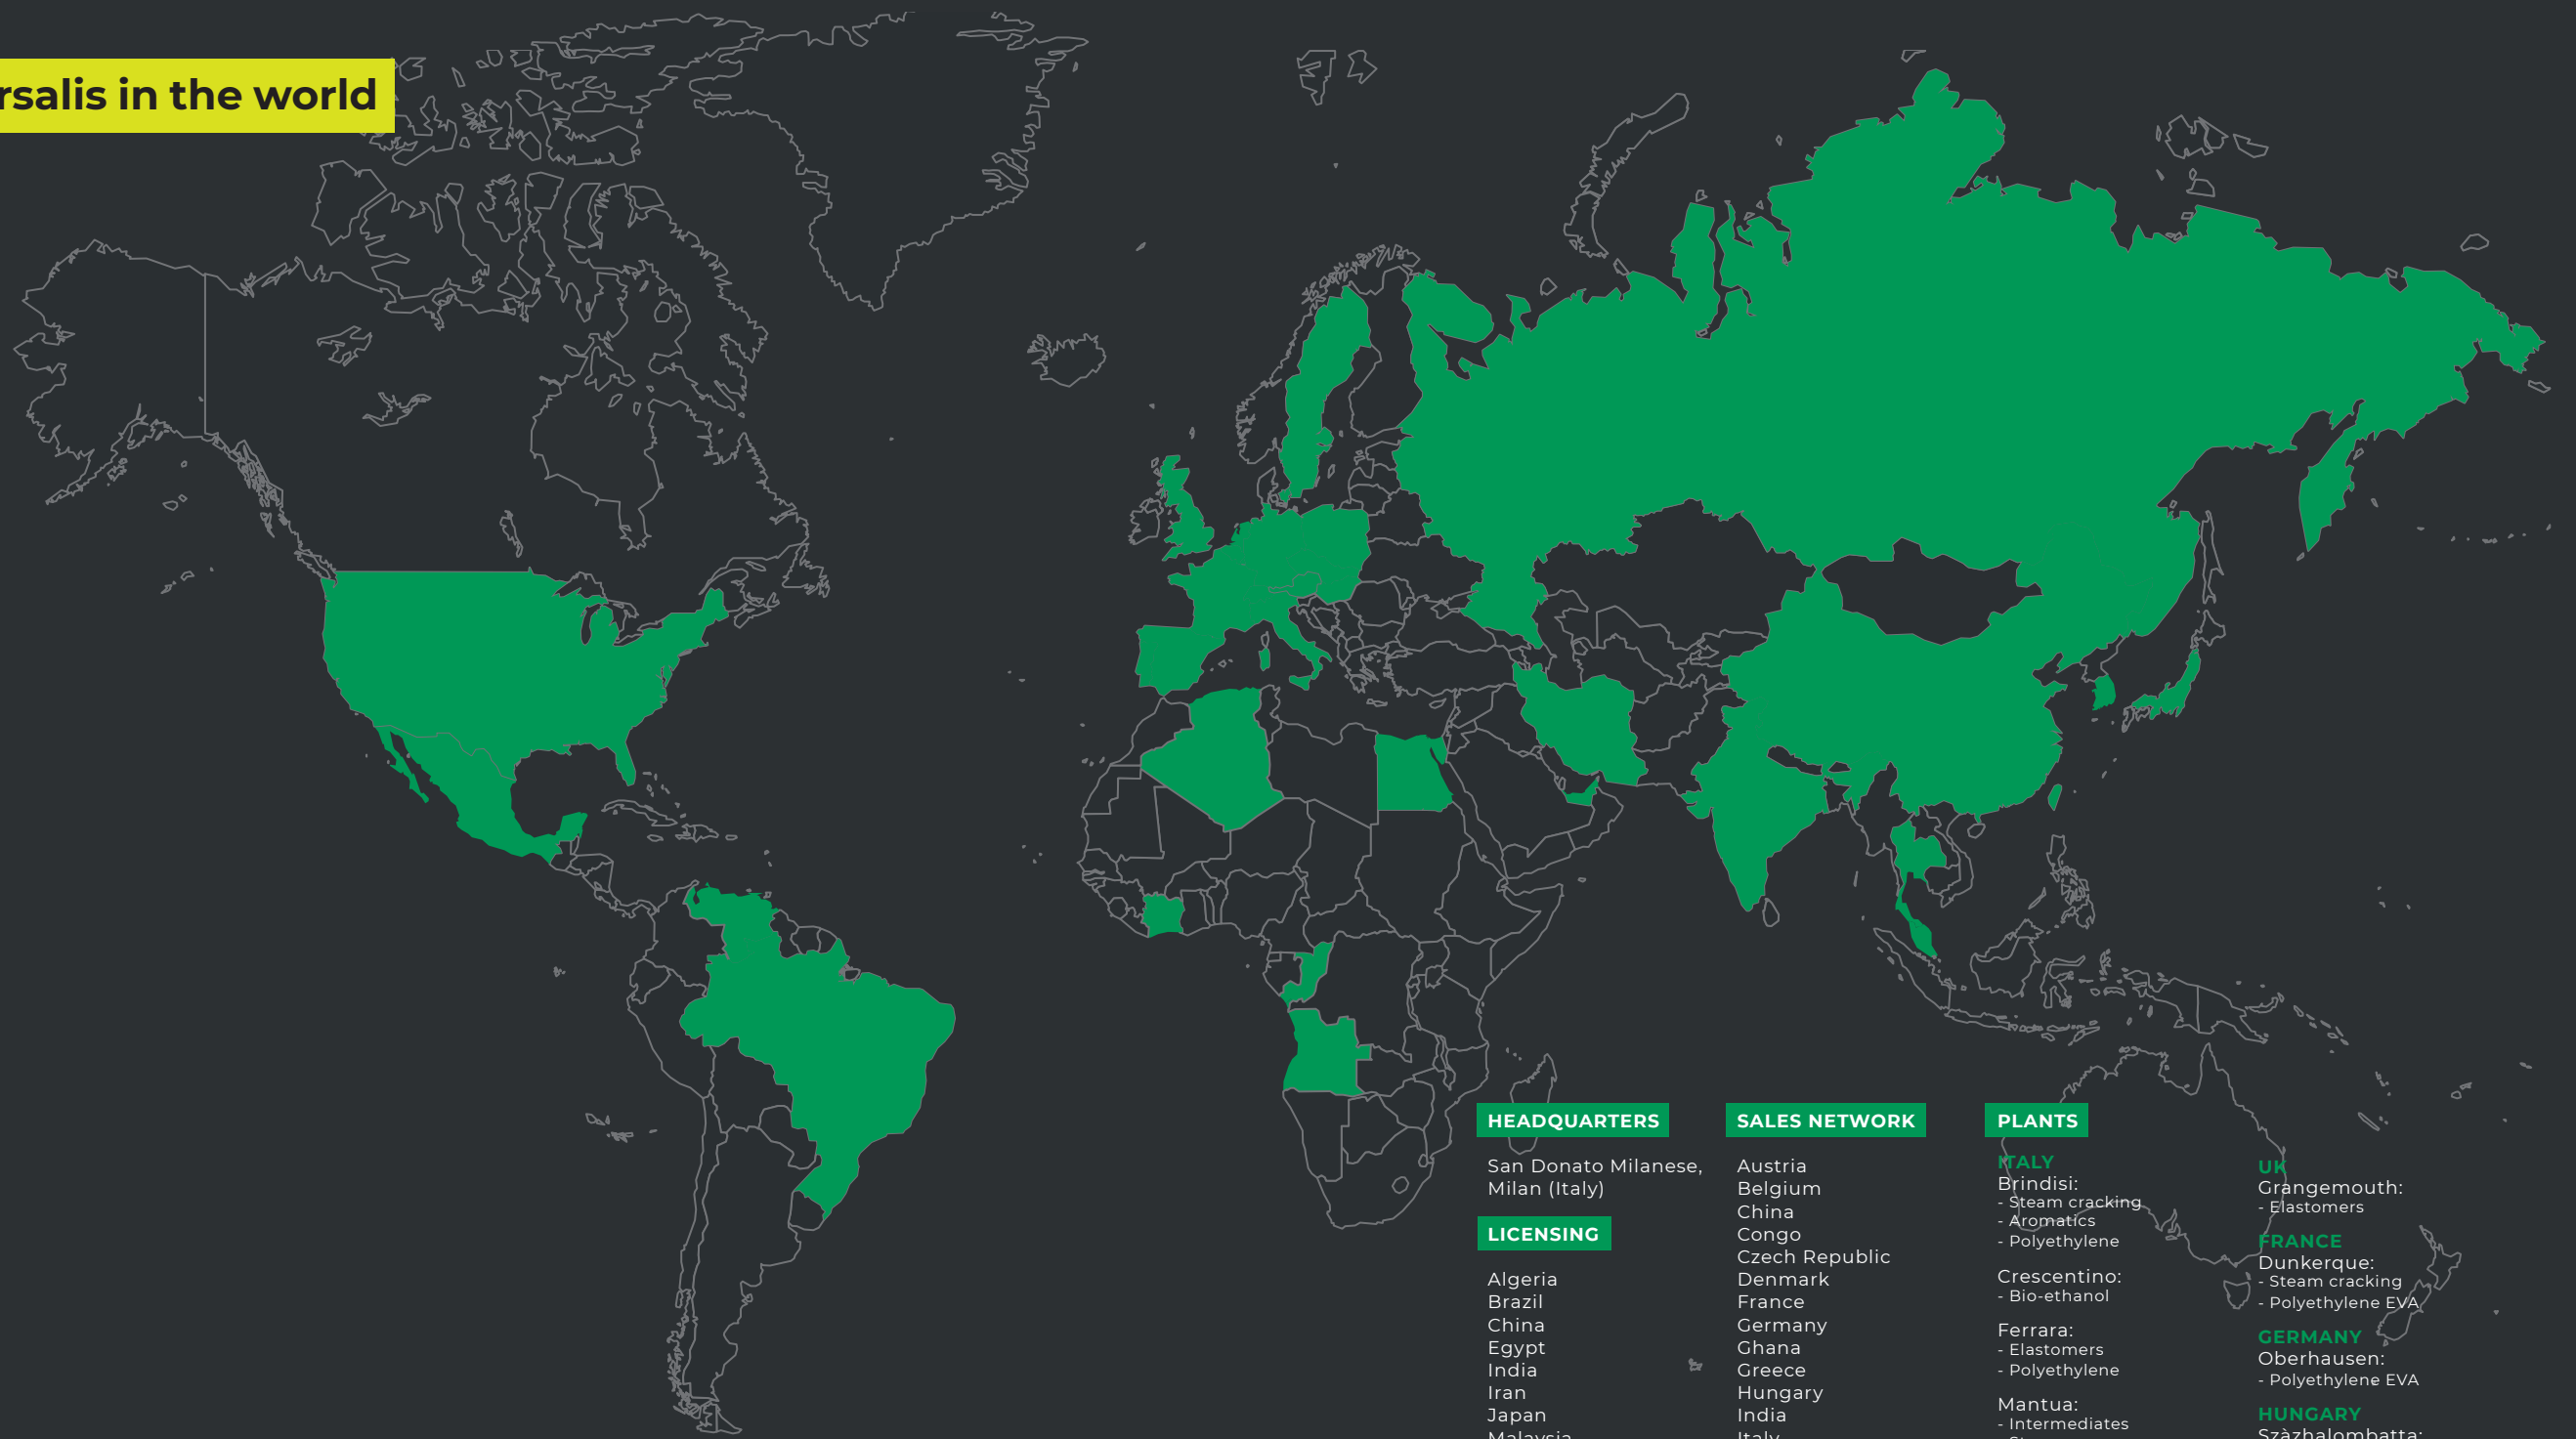 rsalis in the world
HEADQUARTERS
San Donato Milanese,
Milan (Italy)
LICENSING
Algeria
Brazil
China
Egypt
India
Iran
Japan
Malaysia
SALES NETWORK
Austria
Belgium
China
Congo
Czech Republic
Denmark
France
Germany
Ghana
Greece
Hungary
India
Italy
PLANTS
ITALY
Brindisi:
- Steam cracking
- Aromatics
- Polyethylene
Crescentino:
- Bio-ethanol
Ferrara:
- Elastomers
- Polyethylene
Mantua:
- Intermediates
UK
Grangemouth:
- Elastomers
FRANCE
Dunkerque:
- Steam cracking
- Polyethylene EVA
GERMANY
Oberhausen:
- Polyethylene EVA
HUNGARY
Szàzhalombatta: